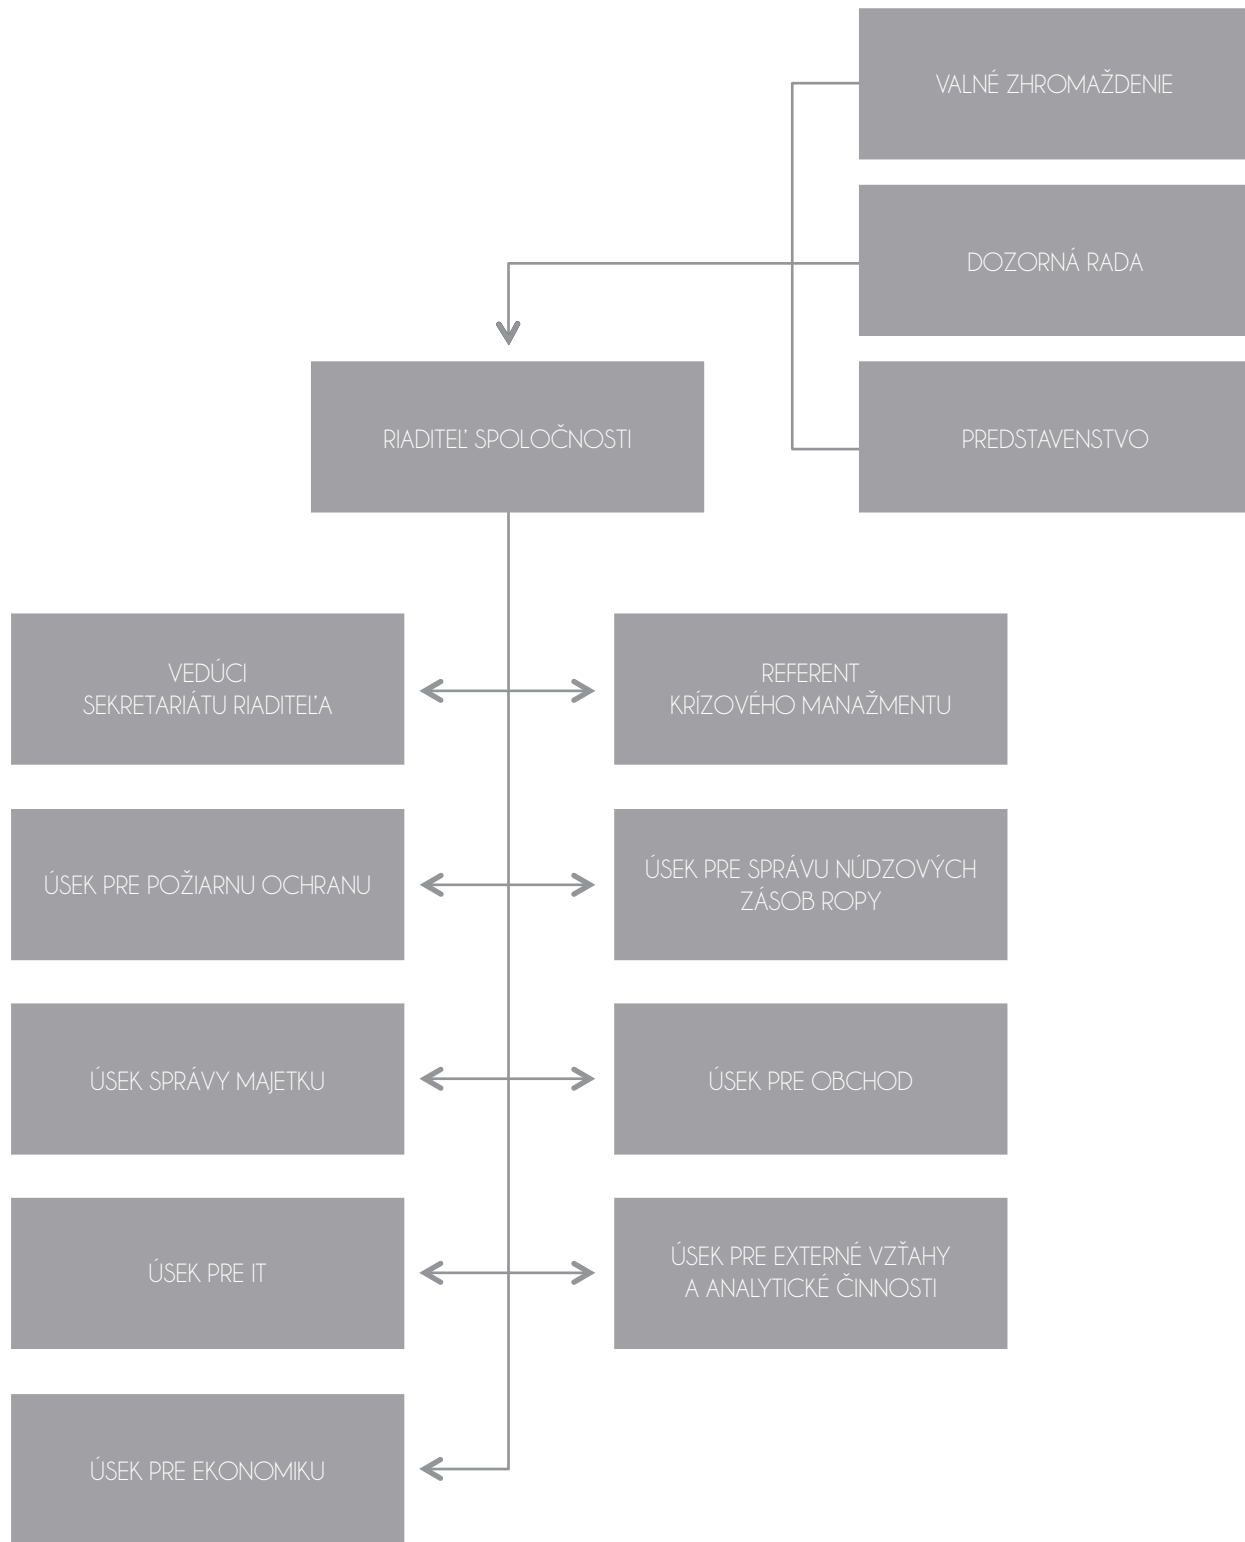 VALNÉ ZHROMAŽDENIE
DOZORNÁ RADA
RIADITEĽ SPOLOČNOSTI
PREDSTAVENSTVO
VEDÚCI
SEKRETARIÁTU RIADITEĽA
REFERENT
KRÍZOVÉHO MANAŽMENTU
ÚSEK PRE POŽIARNU OCHRANU
ÚSEK PRE SPRÁVU NÚDZOVÝCH
ZÁSOB ROPY
ÚSEK SPRÁVY MAJETKU
ÚSEK PRE OBCHOD
ÚSEK PRE IT
ÚSEK PRE EXTERNÉ VZŤAHY
A ANALYTICKÉ ČINNOSTI
ÚSEK PRE EKONOMIKU